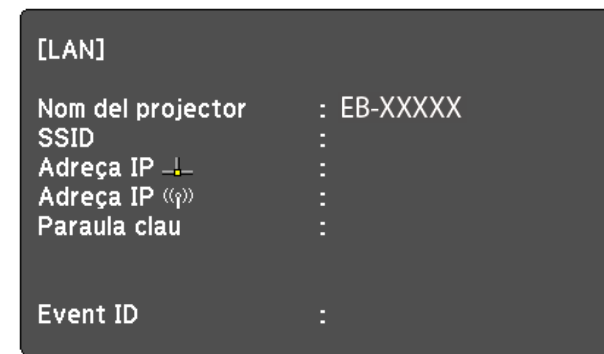 [LAN]
Nom del projector : EB-XXXXX
SSID :
Adreça IP :
Adreça IP :
Paraula clau :
Event ID :